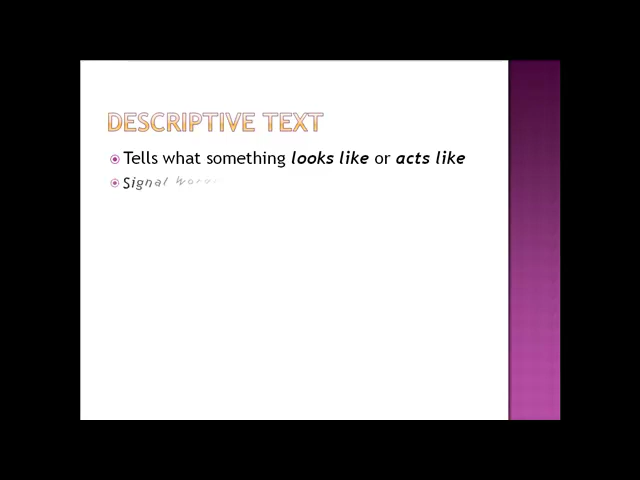 DESCRIPTIVE TEXT
Tells what something looks like or acts like
Signal